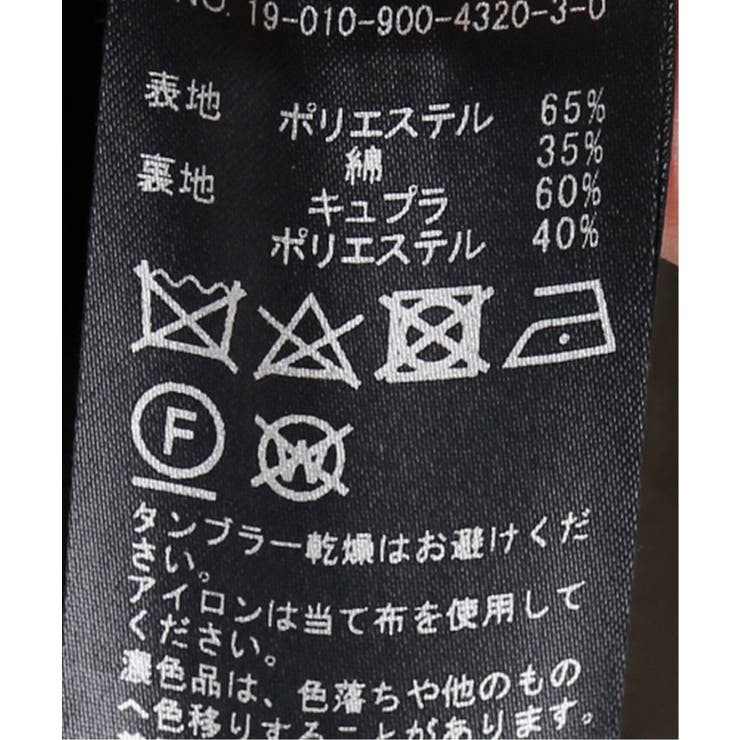 NO. 19-010-900-4320-3-0
表地 ポリエステル 65%
綿 35%
裏地 キュプラ 60%
ポリエステル 40%
F W
タンブラー乾燥はお避けくだ
さい。
アイロンは当て布を使用して
ください。
濃色品は、色落ちや他のもの
へ色移りすることがあります。